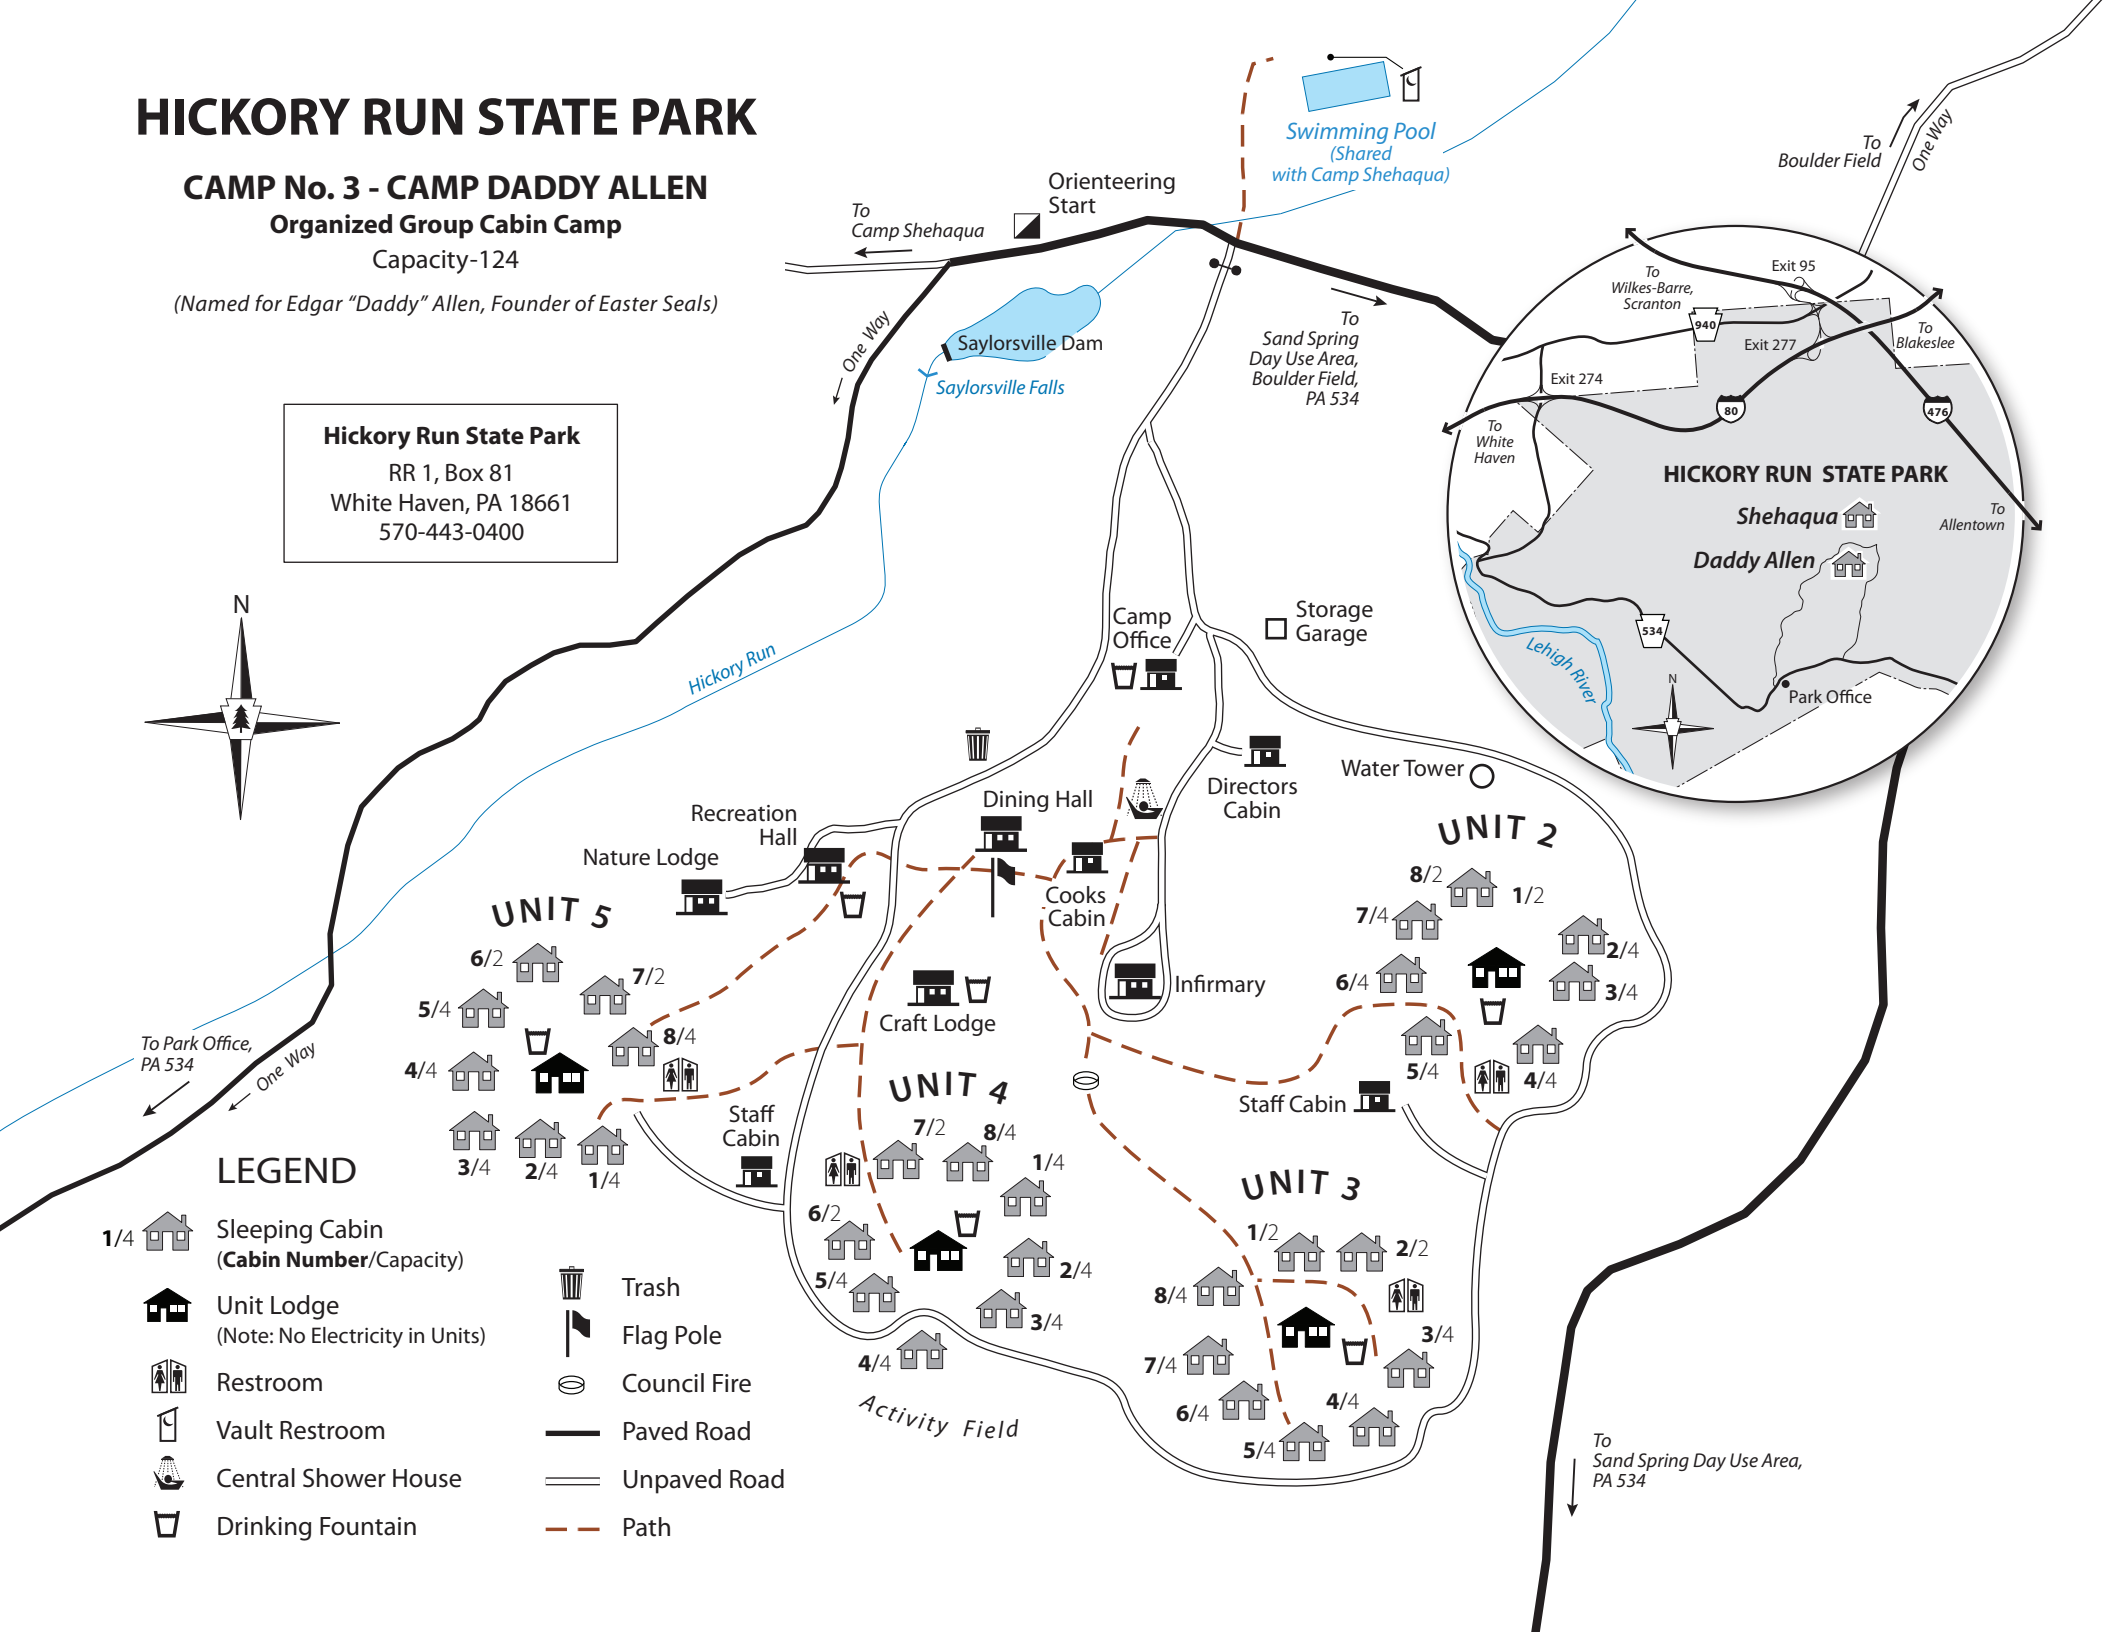 HICKORY RUN STATE PARK
CAMP No. 3 - CAMP DADDY ALLEN
Organized Group Cabin Camp
Capacity-124
(Named for Edgar “Daddy” Allen, Founder of Easter Seals)
Hickory Run State Park
RR 1, Box 81
White Haven, PA 18661
570-443-0400
N
Swimming Pool
(Shared
with Camp Shehaqua)
Orienteering
Start
To
Camp Shehaqua
One Way
Saylorsville Dam
Saylorsville Falls
To
Sand Spring
Day Use Area,
Boulder Field,
PA 534
To
Boulder Field
One Way
Exit 95
To
Wilkes-Barre,
Scranton
940
Exit 277
To
Blakeslee
Exit 274
80
476
To
White
Haven
HICKORY RUN STATE PARK
Shehaqua
To
Allentown
Daddy Allen
534
Lehigh River
N
Park Office
Hickory Run
Camp
Office
Storage
Garage
Directors
Cabin
Water Tower
Dining Hall
Recreation
Hall
Nature Lodge
Cooks
Cabin
Infirmary
Craft Lodge
UNIT 2
8/2
1/2
7/4
2/4
6/4
3/4
5/4
4/4
Staff Cabin
UNIT 5
6/2
7/2
5/4
8/4
4/4
3/4
2/4
1/4
Staff
Cabin
To Park Office,
PA 534
One Way
UNIT 4
7/2
8/4
1/4
6/2
2/4
5/4
3/4
4/4
Activity Field
UNIT 3
1/2
2/2
8/4
3/4
7/4
4/4
6/4
5/4
To
Sand Spring Day Use Area,
PA 534
LEGEND
1/4
Sleeping Cabin
(Cabin Number/Capacity)
Unit Lodge
(Note: No Electricity in Units)
Restroom
Vault Restroom
Central Shower House
Drinking Fountain
Trash
Flag Pole
Council Fire
Paved Road
Unpaved Road
Path